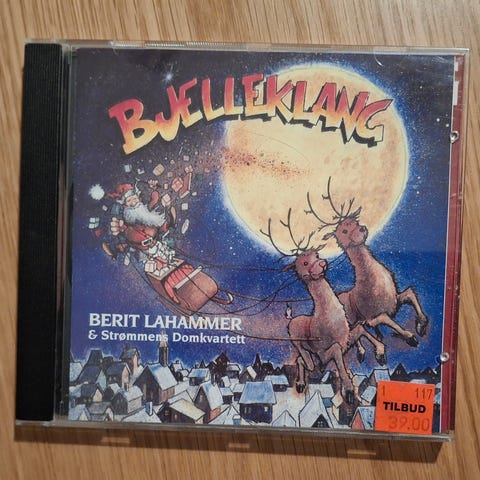 BJELLEKLANG
BERIT LAHAMMER
& Strømmens Domkvartett
1 117
TILBUD
39.00